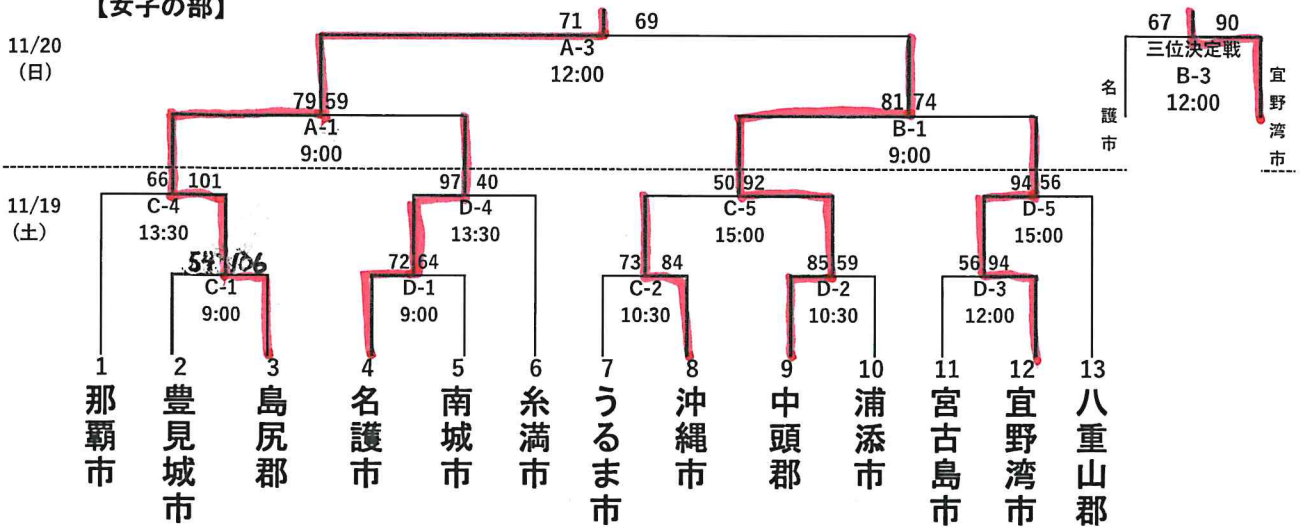 【女子の部】
11/20
(日)
71 69
A-3
12:00
67 90
三位決定戦
B-3
12:00
名護市
宜野湾市
79 59
A-1
9:00
81 74
B-1
9:00
11/19
(土)
66 101
C-4
13:30
97 40
D-4
13:30
50 92
C-5
15:00
94 56
D-5
15:00
54 106
C-1
9:00
72 64
D-1
9:00
73 84
C-2
10:30
85 59
D-2
10:30
56 94
D-3
12:00
1 那覇市
2 豊見城市
3 島尻郡
4 名護市
5 南城市
6 糸満市
7 うるま市
8 沖縄市
9 中頭郡
10 浦添市
11 宮古島市
12 宜野湾市
13 八重山郡